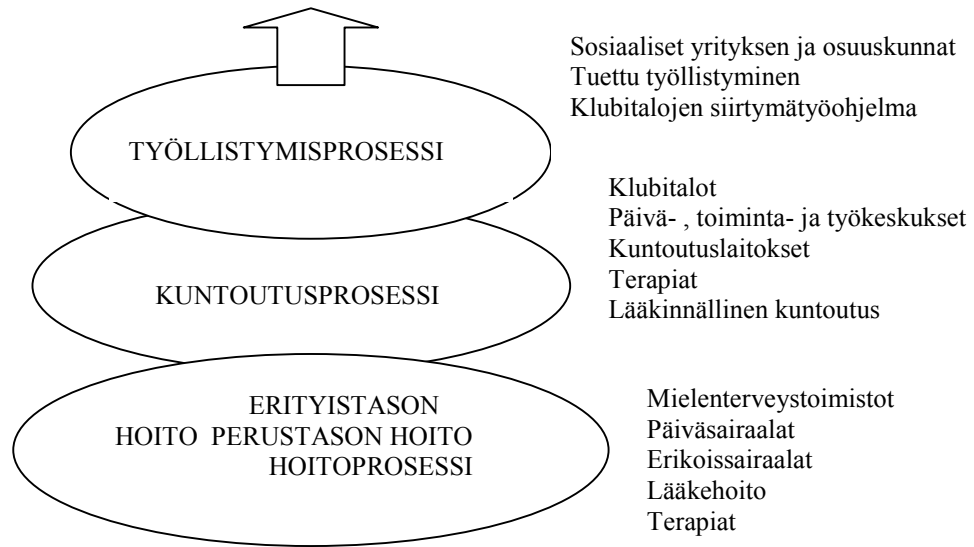 Sosiaaliset yrityksen ja osuuskunnat
Tuettu työllistyminen
Klubitalojen siirtymätyöohjelma
TYÖLLISTYMISPROSESSI
Klubitalot
Päivä- , toiminta- ja työkeskukset
Kuntoutuslaitokset
Terapiat
Lääkinnällinen kuntoutus
KUNTOUTUSPROSESSI
ERITYISTASON
HOITO PERUSTASON HOITO
HOITOPROSESSI
Mielenterveystoimistot
Päiväsairaalat
Erikoissairaalat
Lääkehoito
Terapiat